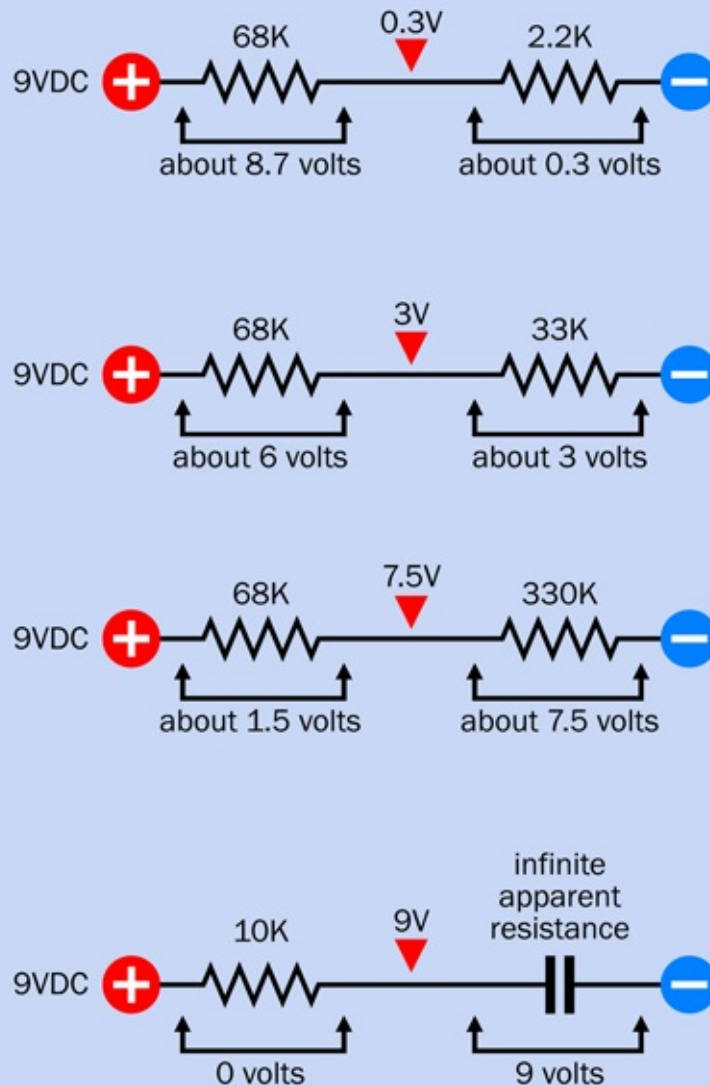 0.3V
68K
2.2K
9VDC
+
−
about 8.7 volts
about 0.3 volts
3V
68K
33K
9VDC
+
−
about 6 volts
about 3 volts
7.5V
68K
330K
9VDC
+
−
about 1.5 volts
about 7.5 volts
infinite
apparent
resistance
10K
9V
9VDC
+
−
0 volts
9 volts